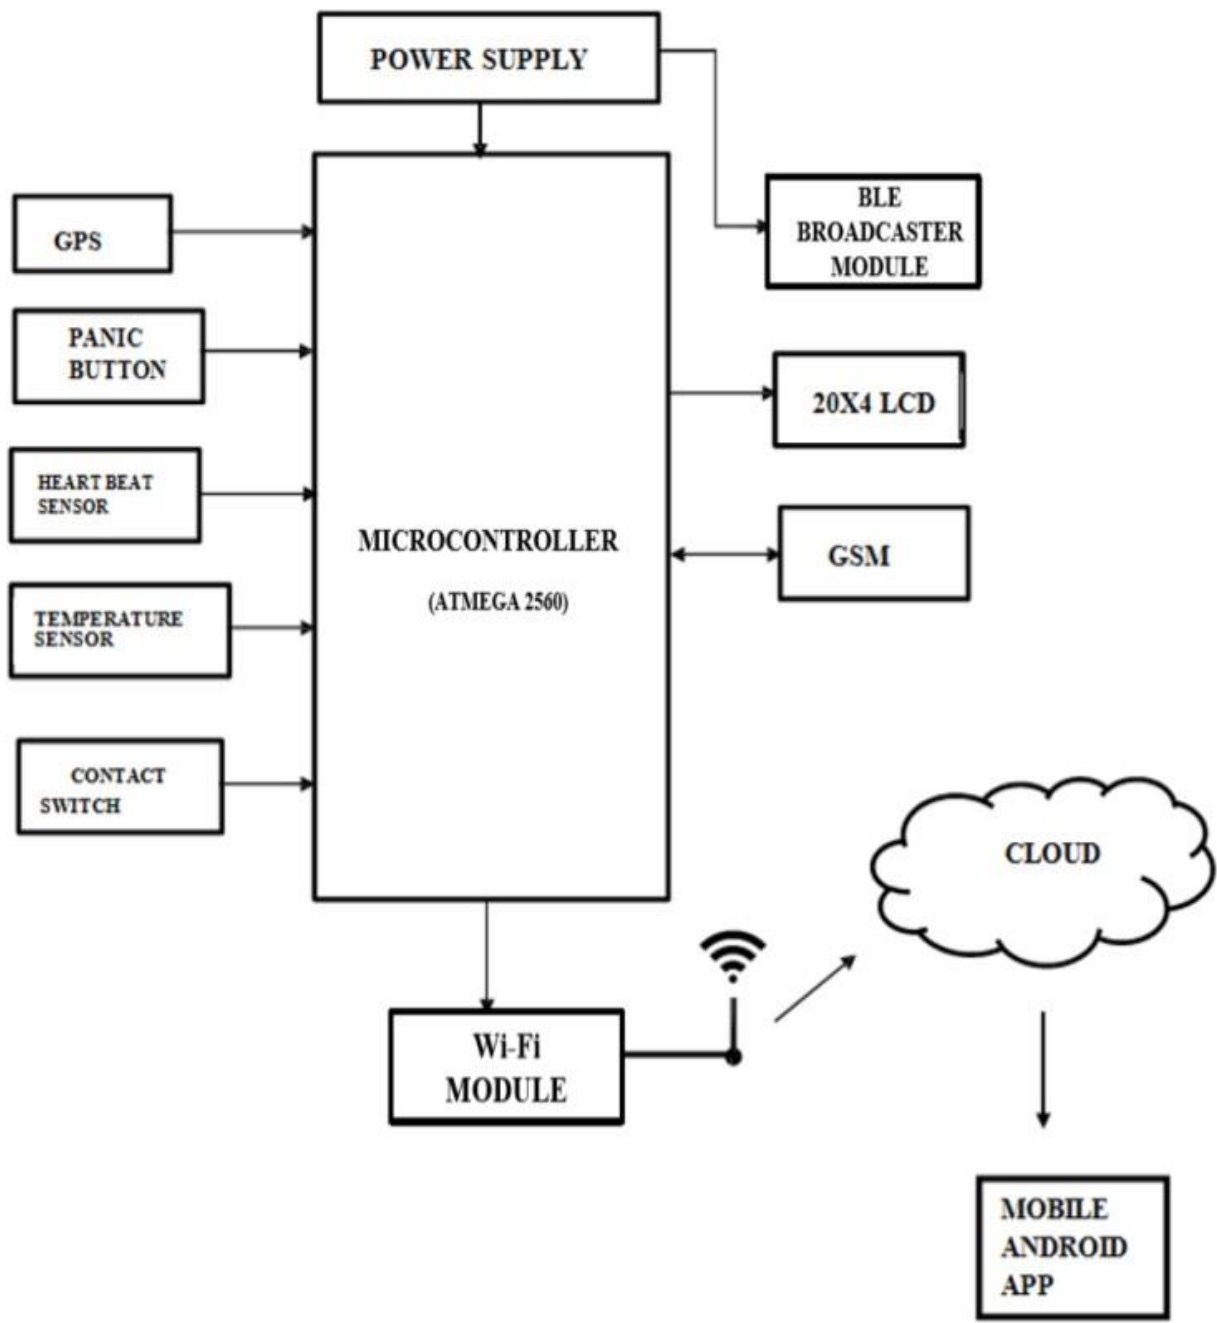 POWER SUPPLY
BLE
BROADCASTER
MODULE
GPS
PANIC
BUTTON
20X4 LCD
HEART BEAT
SENSOR
MICROCONTROLLER
(ATMEGA 2560)
GSM
TEMPERATURE
SENSOR
CONTACT
SWITCH
CLOUD
Wi-Fi
MODULE
MOBILE
ANDROID
APP